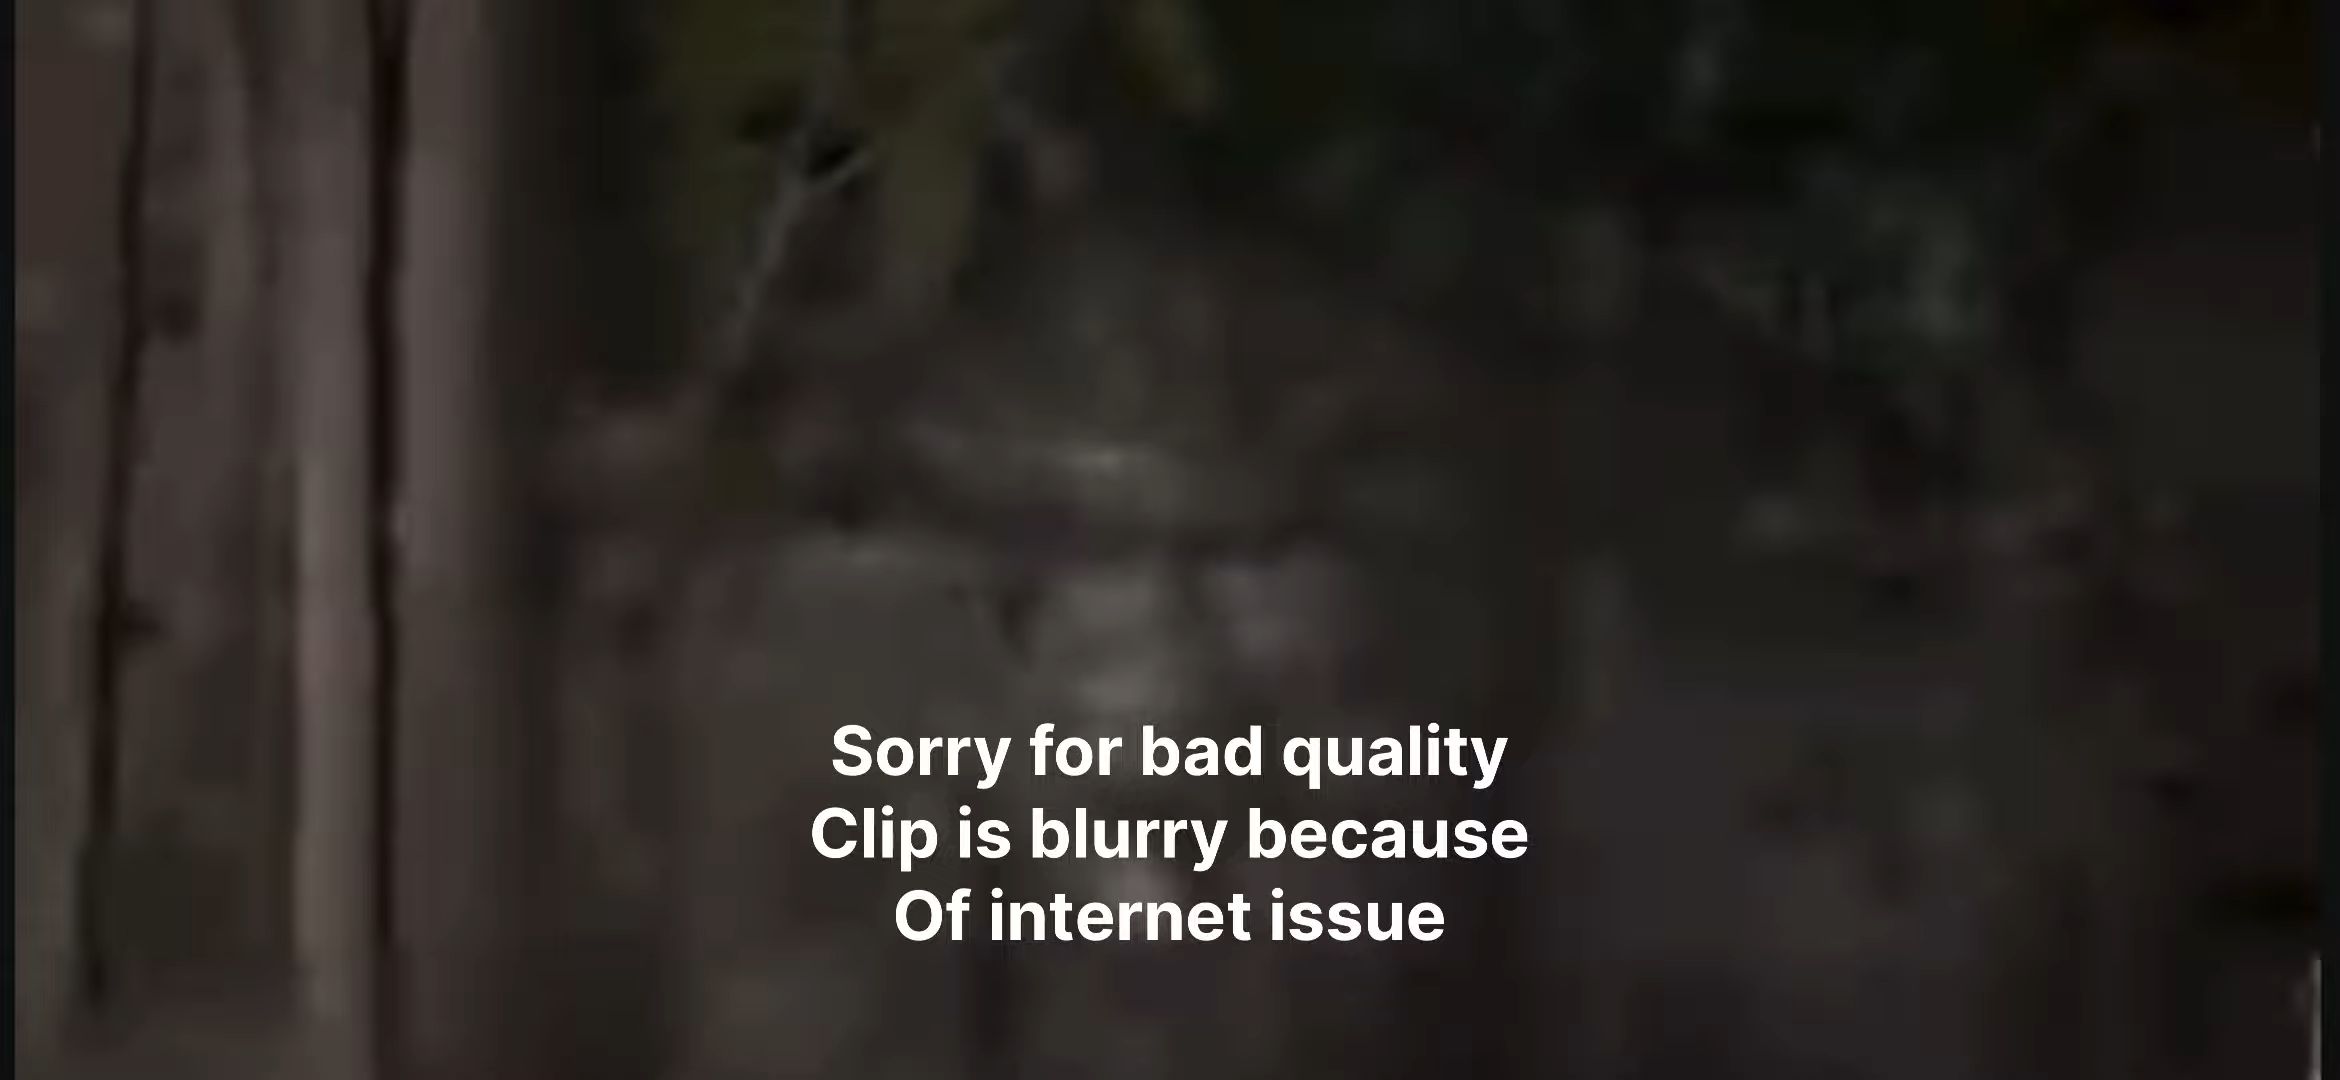 Sorry for bad quality
Clip is blurry because
Of internet issue